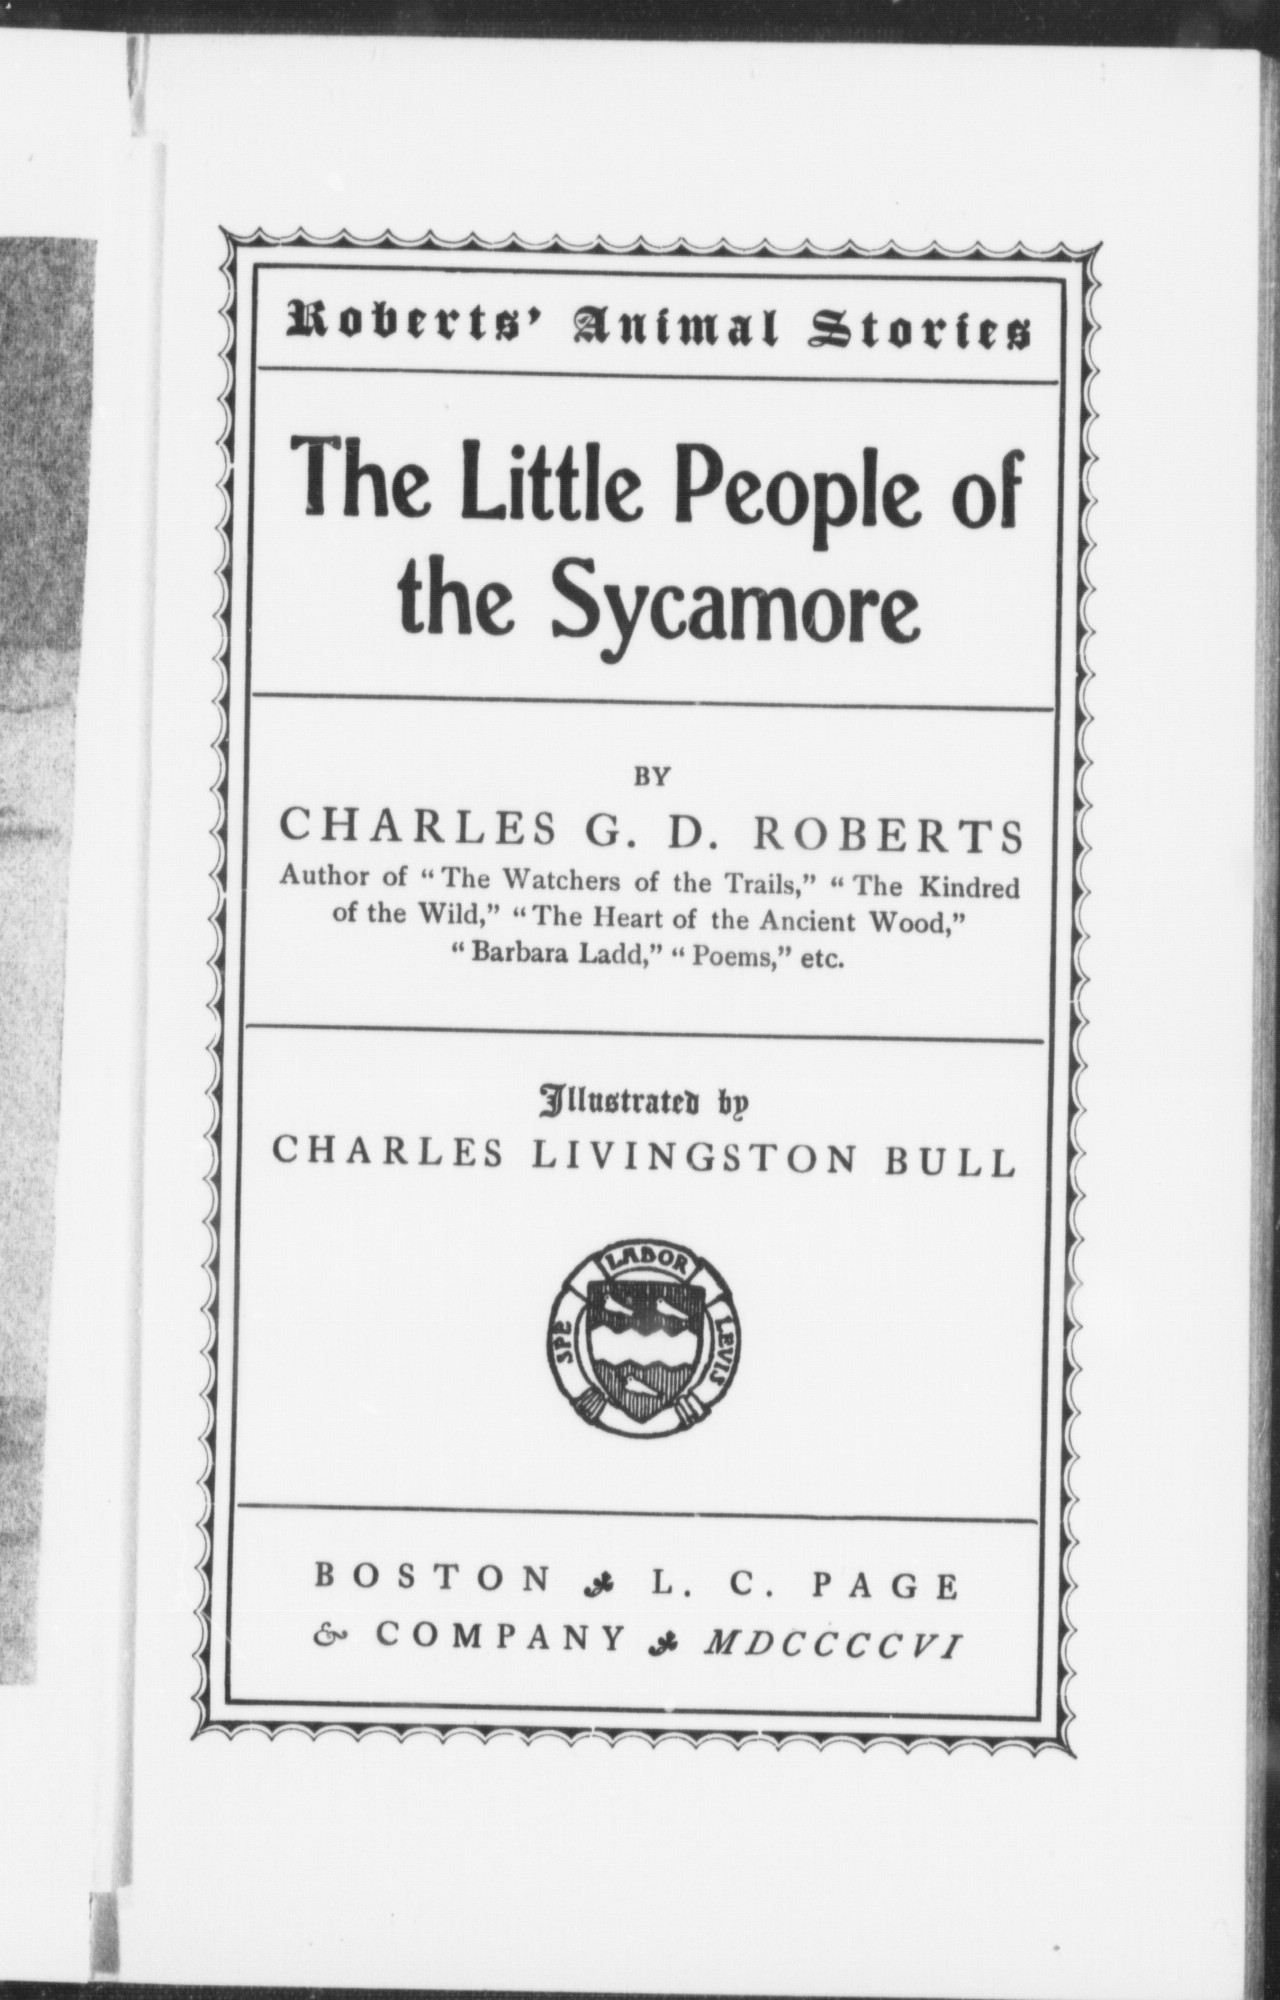 Roberts' Animal Stories
The Little People of
the Sycamore
BY
CHARLES G. D. ROBERTS
Author of “The Watchers of the Trails,” “The Kindred
of the Wild,” “The Heart of the Ancient Wood,”
“Barbara Ladd,” “Poems,” etc.
Illustrated by
CHARLES LIVINGSTON BULL
SPE LABOR LEVIS
BOSTON L. C. PAGE
& COMPANY MDCCCCVI